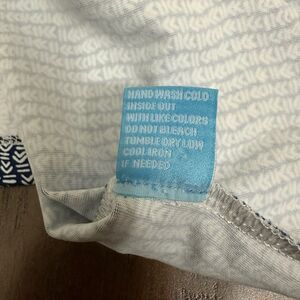 HAND WASH COLD
INSIDE OUT
WITH LIKE COLORS
DO NOT BLEACH
TUMBLE DRY LOW
COOL IRON
IF NEEDED